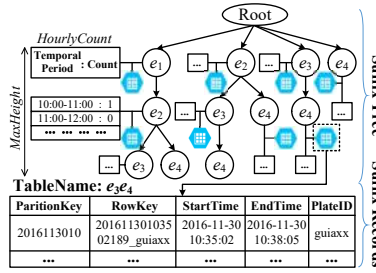 Root
HourlyCount
Temporal Period : Count
...
e1
...
e2
...
e3
e4
MaxHeight
10:00-11:00 : 1
11:00-12:00 : 0
... ... ... ...
e2
...
e3
e4
e4
...
...
...
e3
e4
...
e4
TableName: e3e4
ParitionKey RowKey StartTime EndTime PlateID
2016113010 201611301035 02189_guiaxx 2016-11-30 10:35:02 2016-11-30 10:38:05 guiaxx
... ... ... ... ...